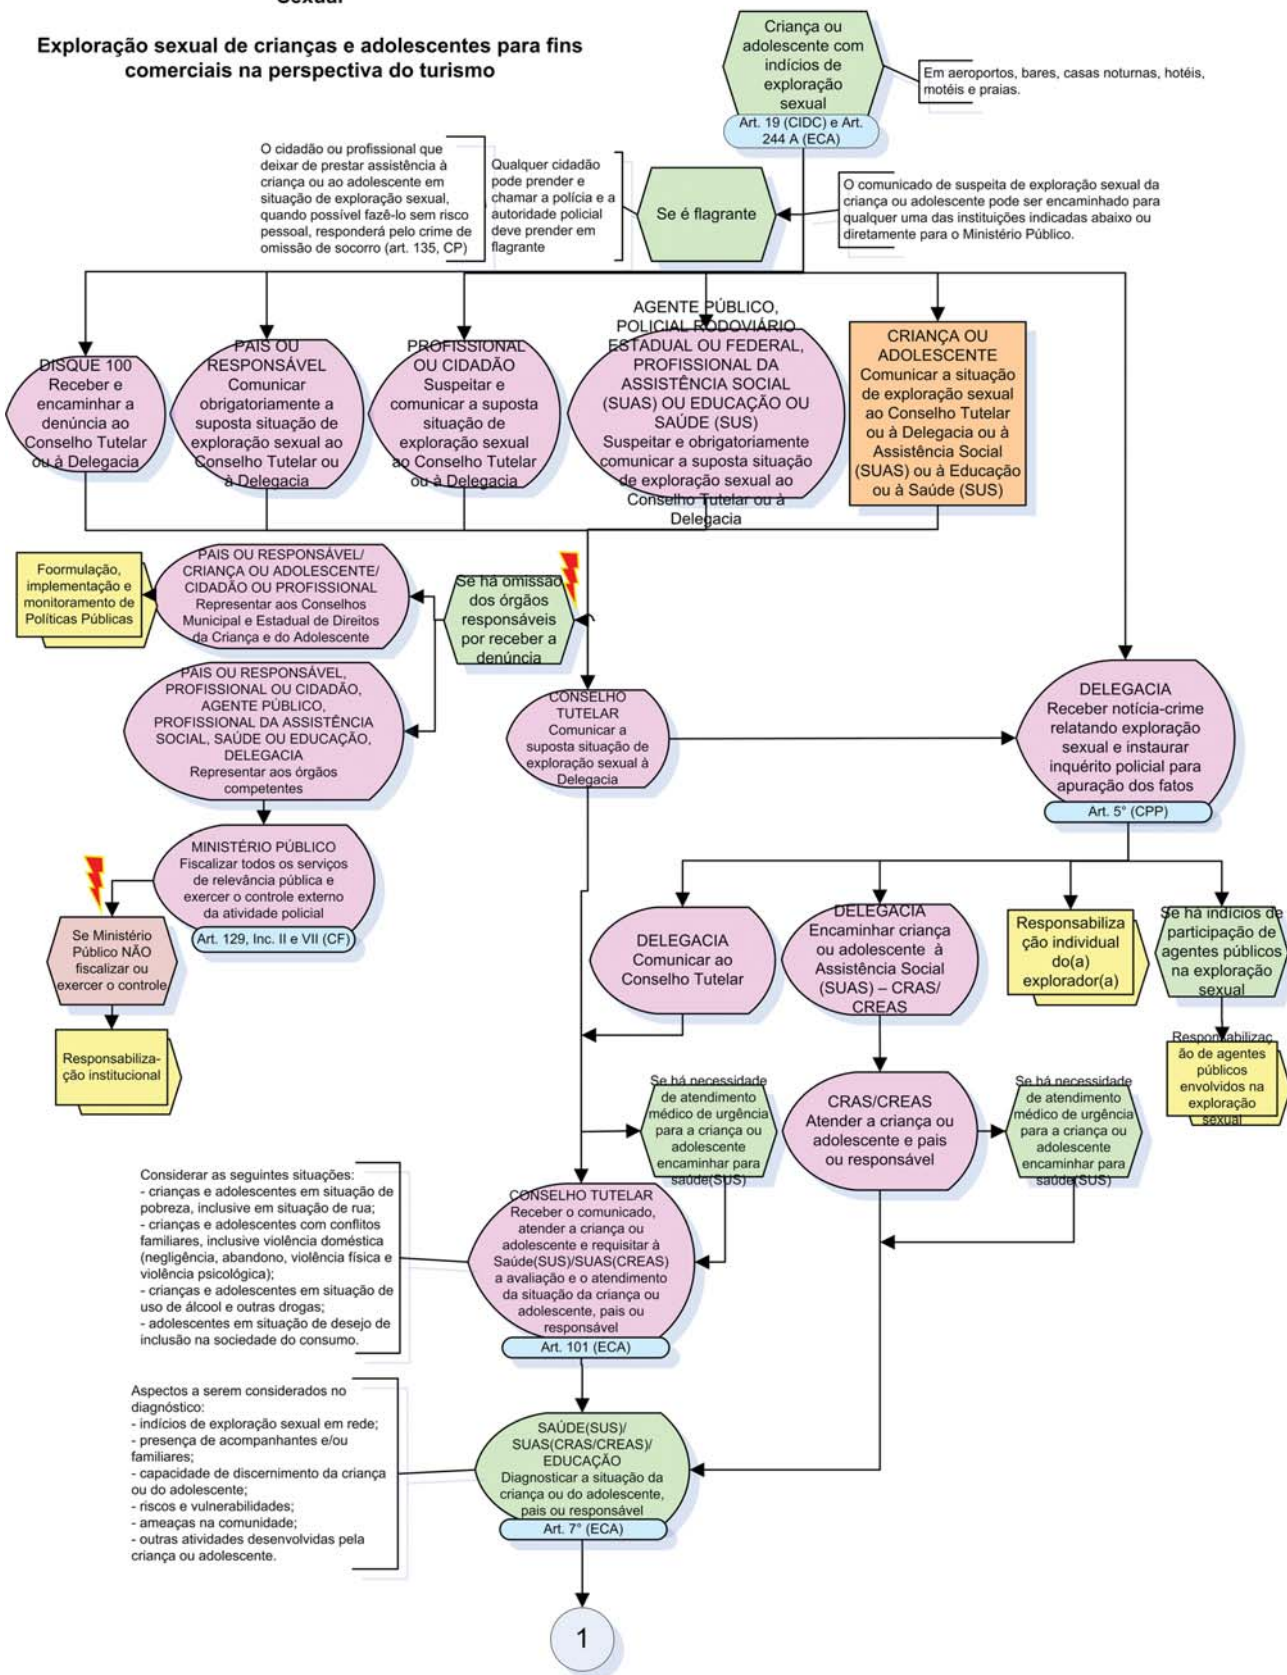 Sexual
Exploração sexual de crianças e adolescentes para fins
comerciais na perspectiva do turismo
Criança ou
adolescente com
indícios de
exploração
sexual
Art. 19 (CIDC) e Art.
244 A (ECA)
Em aeroportos, bares, casas noturnas, hotéis,
motéis e praias.
O cidadão ou profissional que
deixar de prestar assistência à
criança ou ao adolescente em
situação de exploração sexual,
quando possível fazê-lo sem risco
pessoal, responderá pelo crime de
omissão de socorro (art. 135, CP)
Qualquer cidadão
pode prender e
chamar a polícia e a
autoridade policial
deve prender em
flagrante
Se é flagrante
O comunicado de suspeita de exploração sexual da
criança ou adolescente pode ser encaminhado para
qualquer uma das instituições indicadas abaixo ou
diretamente para o Ministério Público.
DISQUE 100
Receber e
encaminhar a
denúncia ao
Conselho Tutelar
ou à Delegacia
PAIS OU
RESPONSÁVEL
Comunicar
obrigatoriamente a
suposta situação de
exploração sexual ao
Conselho Tutelar ou
à Delegacia
PROFISSIONAL
OU CIDADÃO
Suspeitar e
comunicar a suposta
situação de
exploração sexual
ao Conselho Tutelar
ou à Delegacia
AGENTE PÚBLICO,
POLICIAL RODOVIÁRIO
ESTADUAL OU FEDERAL,
PROFISSIONAL DA
ASSISTÊNCIA SOCIAL
(SUAS) OU EDUCAÇÃO OU
SAÚDE (SUS)
Suspeitar e obrigatoriamente
comunicar a suposta situação
de exploração sexual ao
Conselho Tutelar ou à
Delegacia
CRIANÇA OU
ADOLESCENTE
Comunicar a situação
de exploração sexual
ao Conselho Tutelar
ou à Delegacia ou à
Assistência Social
(SUAS) ou à Educação
ou à Saúde (SUS)
Foormulação,
implementação e
monitoramento de
Políticas Públicas
PAIS OU RESPONSÁVEL/
CRIANÇA OU ADOLESCENTE/
CIDADÃO OU PROFISSIONAL
Representar aos Conselhos
Municipal e Estadual de Direitos
da Criança e do Adolescente
Se há omissão
dos órgãos
responsáveis
por receber a
denúncia
PAIS OU RESPONSÁVEL,
PROFISSIONAL OU CIDADÃO,
AGENTE PÚBLICO,
PROFISSIONAL DA ASSISTÊNCIA
SOCIAL, SAÚDE OU EDUCAÇÃO,
DELEGACIA
Representar aos órgãos
competentes
CONSELHO
TUTELAR
Comunicar a
suposta situação de
exploração sexual à
Delegacia
DELEGACIA
Receber notícia-crime
relatando exploração
sexual e instaurar
inquérito policial para
apuração dos fatos
Art. 5° (CPP)
MINISTÉRIO PÚBLICO
Fiscalizar todos os serviços
de relevância pública e
exercer o controle externo
da atividade policial
Art. 129, Inc. II e VII (CF)
Se Ministério
Público NÃO
fiscalizar ou
exercer o controle
Responsabiliza-
ção institucional
DELEGACIA
Comunicar ao
Conselho Tutelar
DELEGACIA
Encaminhar criança
ou adolescente à
Assistência Social
(SUAS) – CRAS/
CREAS
Responsabiliza
ção individual
do(a)
explorador(a)
Se há indícios de
participação de
agentes públicos
na exploração
sexual
Responsabilizaç
ão de agentes
públicos
envolvidos na
exploração
sexual
Se há necessidade
de atendimento
médico de urgência
para a criança ou
adolescente
encaminhar para
saúde(SUS)
CRAS/CREAS
Atender a criança ou
adolescente e pais
ou responsável
Se há necessidade
de atendimento
médico de urgência
para a criança ou
adolescente
encaminhar para
saúde(SUS)
Considerar as seguintes situações:
- crianças e adolescentes em situação de
pobreza, inclusive em situação de rua;
- crianças e adolescentes com conflitos
familiares, inclusive violência doméstica
(negligência, abandono, violência física e
violência psicológica);
- crianças e adolescentes em situação de
uso de álcool e outras drogas;
- adolescentes em situação de desejo de
inclusão na sociedade do consumo.
CONSELHO TUTELAR
Receber o comunicado,
atender a criança ou
adolescente e requisitar à
Saúde(SUS)/SUAS(CREAS)
a avaliação e o atendimento
da situação da criança ou
adolescente, pais ou
responsável
Art. 101 (ECA)
Aspectos a serem considerados no
diagnóstico:
- indícios de exploração sexual em rede;
- presença de acompanhantes e/ou
familiares;
- capacidade de discernimento da criança
ou do adolescente;
- riscos e vulnerabilidades;
- ameaças na comunidade;
- outras atividades desenvolvidas pela
criança ou adolescente.
SAÚDE(SUS)/
SUAS(CRAS/CREAS)/
EDUCAÇÃO
Diagnosticar a situação da
criança ou do adolescente,
pais ou responsável
Art. 7° (ECA)
1